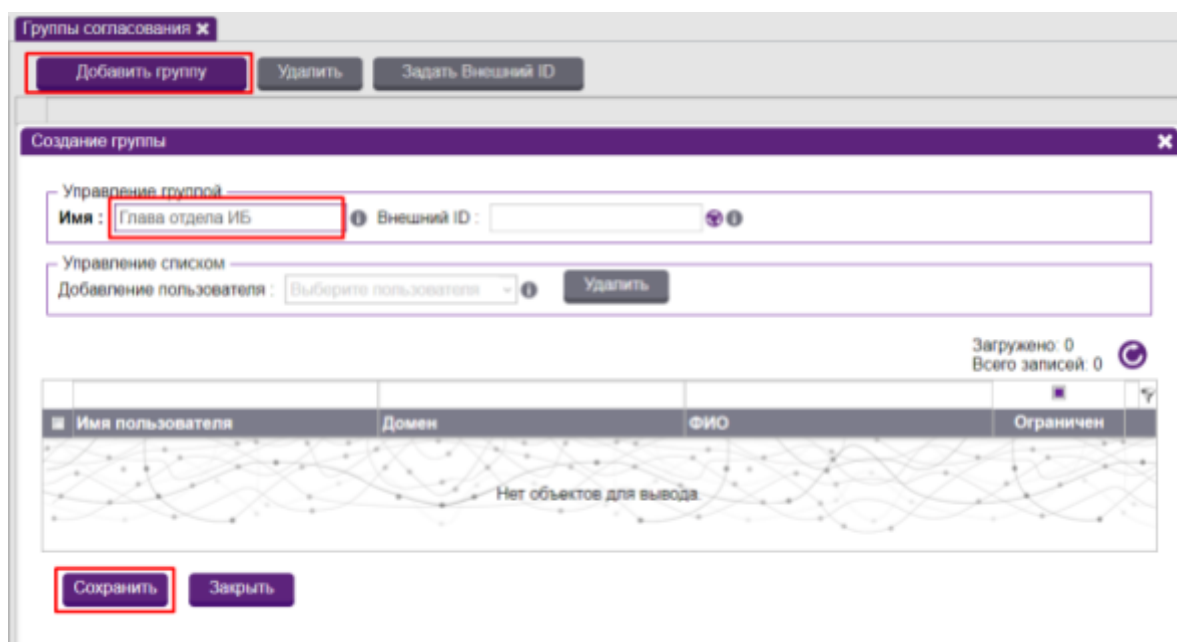 Группы согласования
Добавить группу Удалить Задать Внешний ID
Создание группы
Управление группой
Имя : Глава отдела ИБ Внешний ID :
Управление списком
Добавление пользователя : Выберите пользователя Удалить
Загружено: 0
Всего записей: 0
Имя пользователя Домен ФИО Ограничен
Нет объектов для вывода.
Сохранить Закрыть